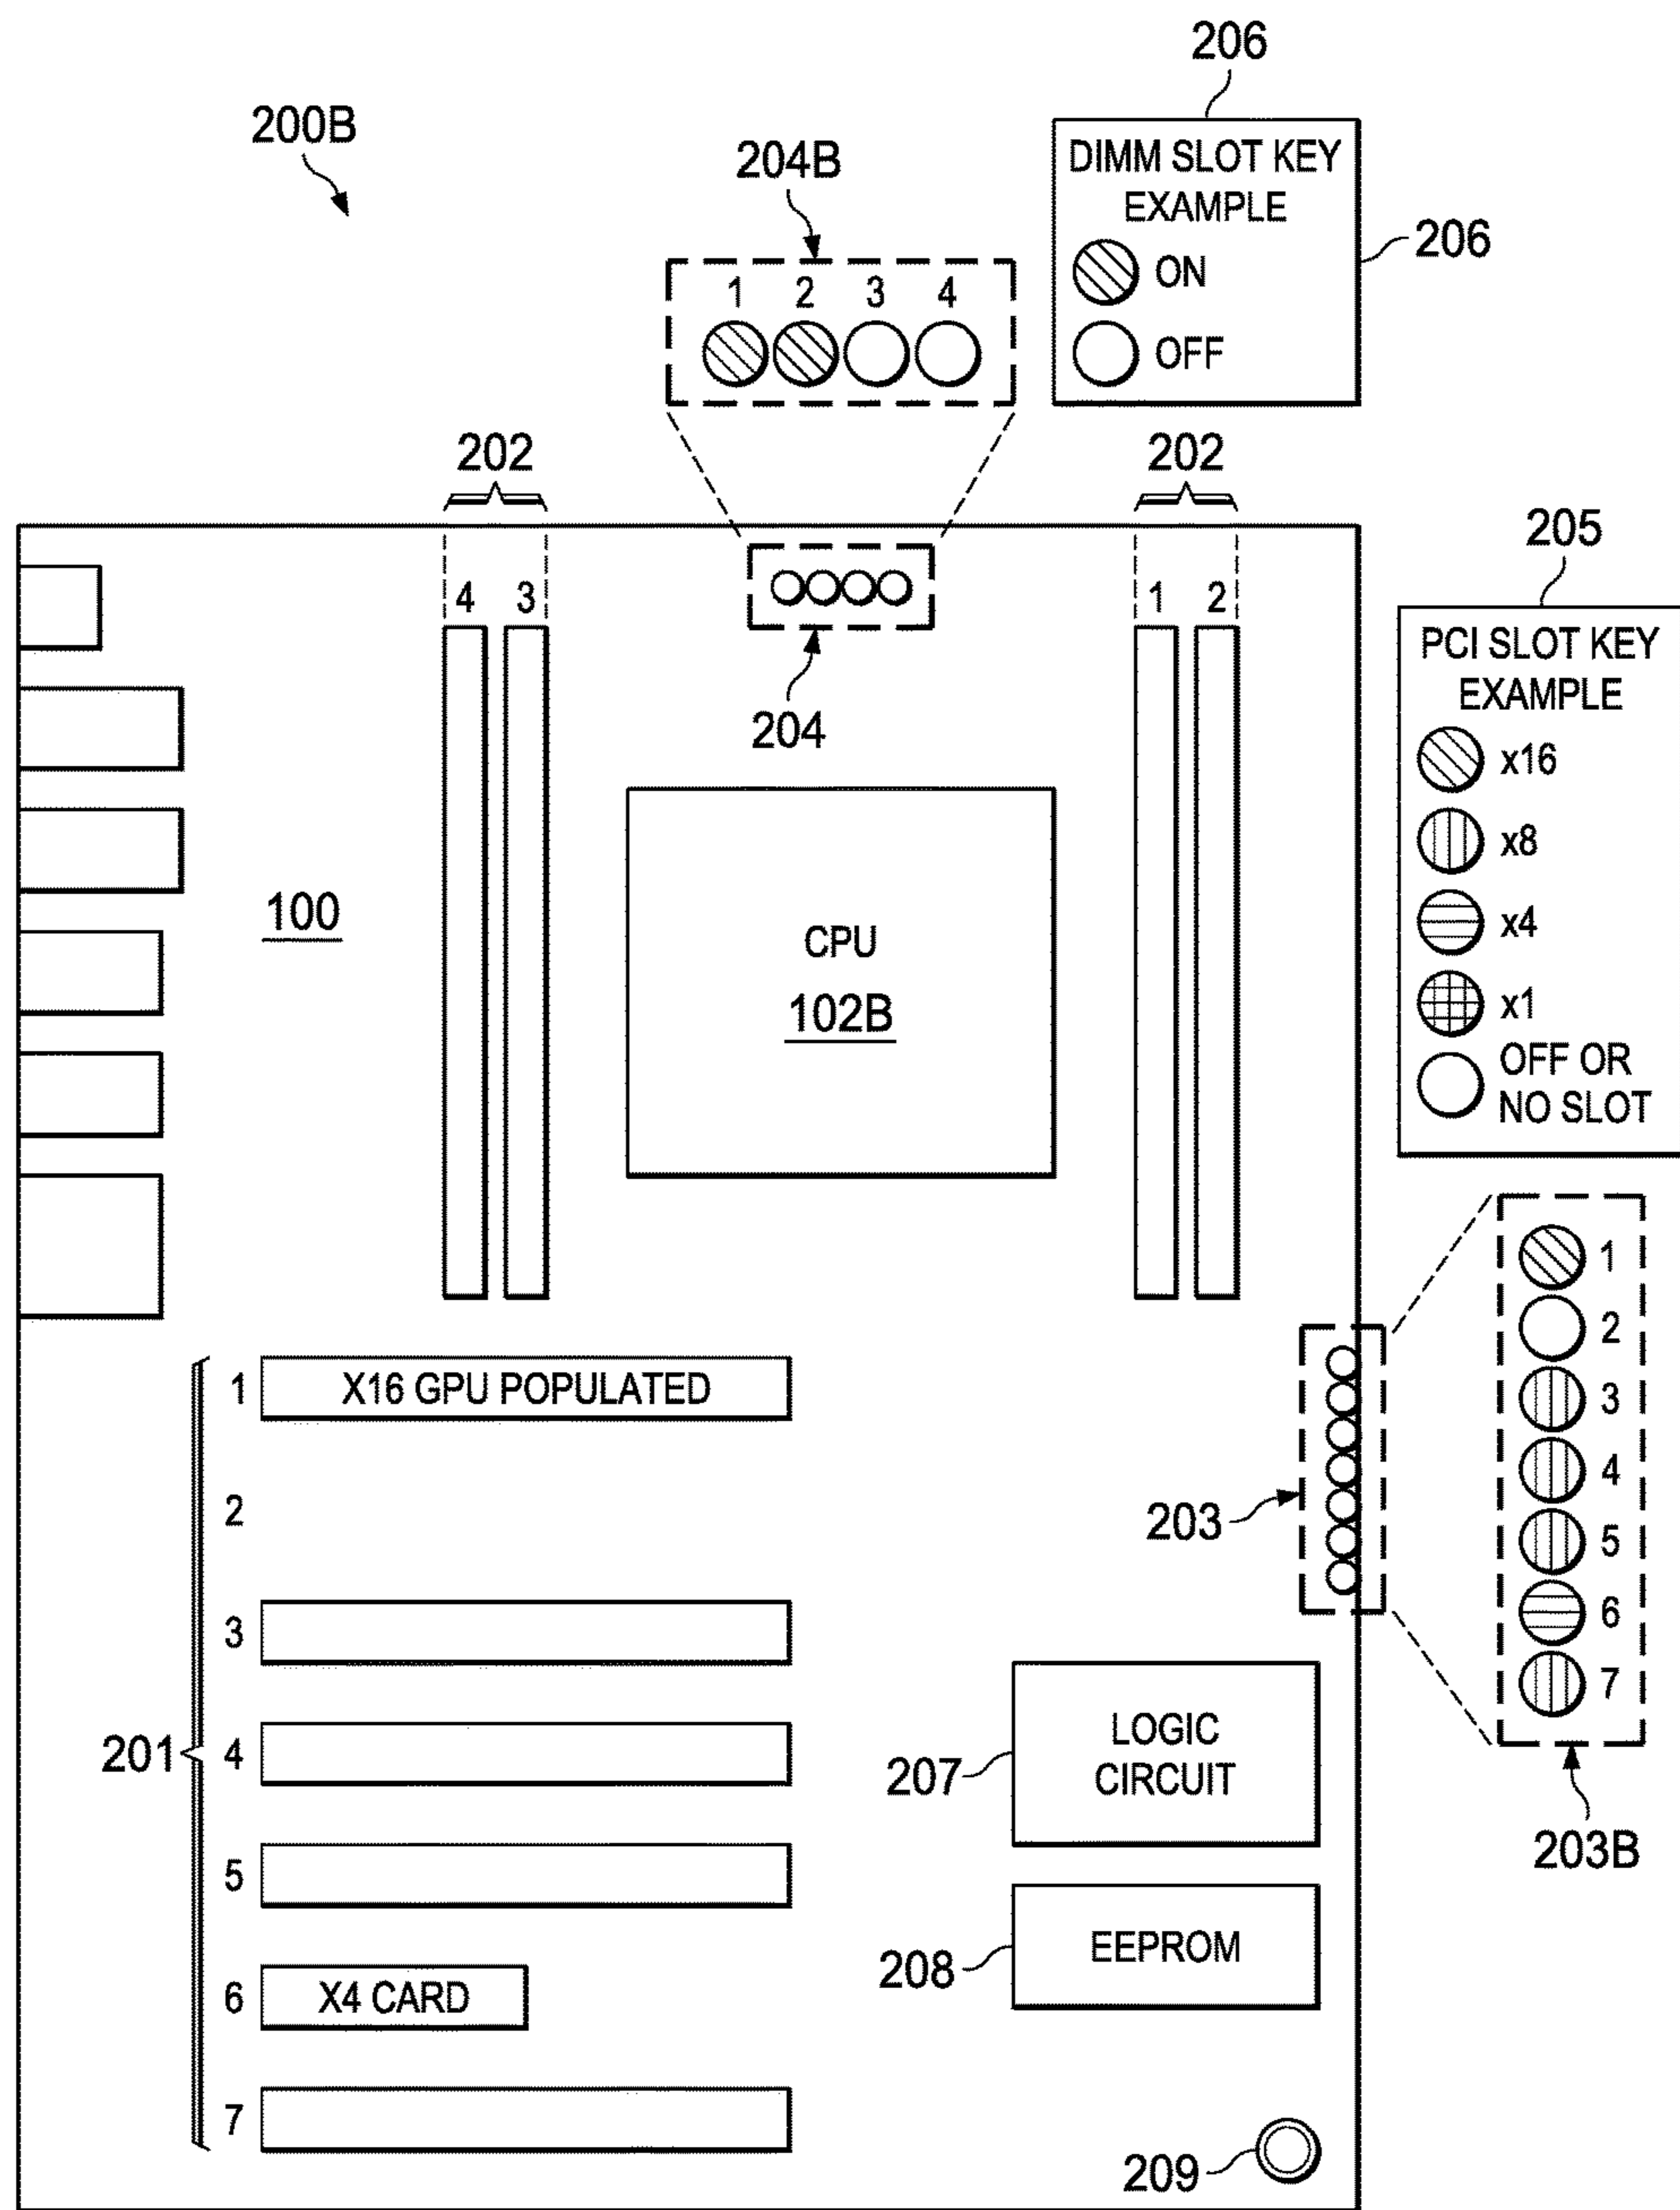 206
200B
204B
DIMM SLOT KEY
EXAMPLE
ON
OFF
206
1 2 3 4
202
202
4 3
1 2
204
205
PCI SLOT KEY
EXAMPLE
x16
x8
x4
x1
OFF OR
NO SLOT
100
CPU
102B
1
2
3
4
5
6
7
203B
203
201
1 X16 GPU POPULATED
2
3
4
5
6 X4 CARD
7
LOGIC
CIRCUIT
207
EEPROM
208
209